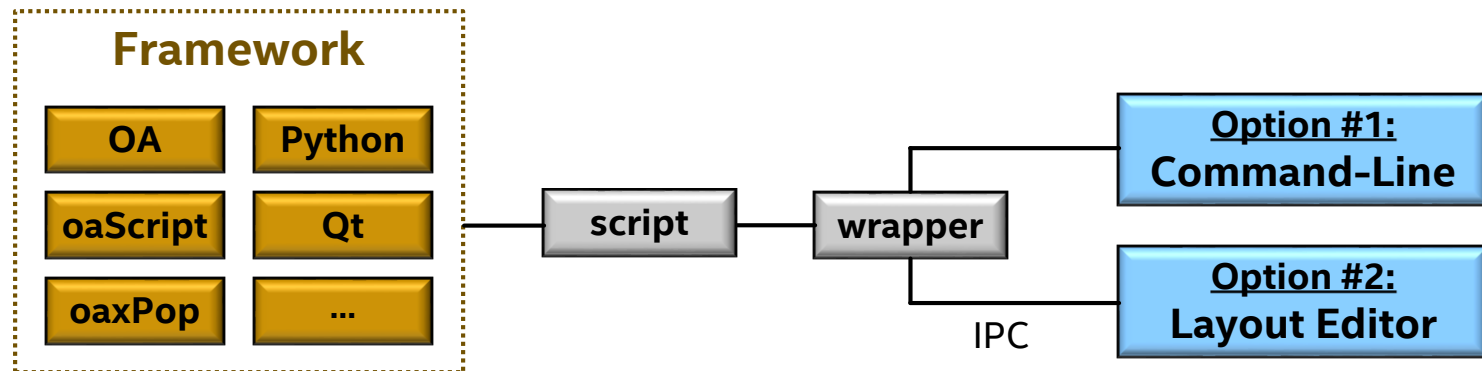 Framework
OA
Python
oaScript
Qt
oaxPop
...
script
wrapper
IPC
Option #1:
Command-Line
Option #2:
Layout Editor